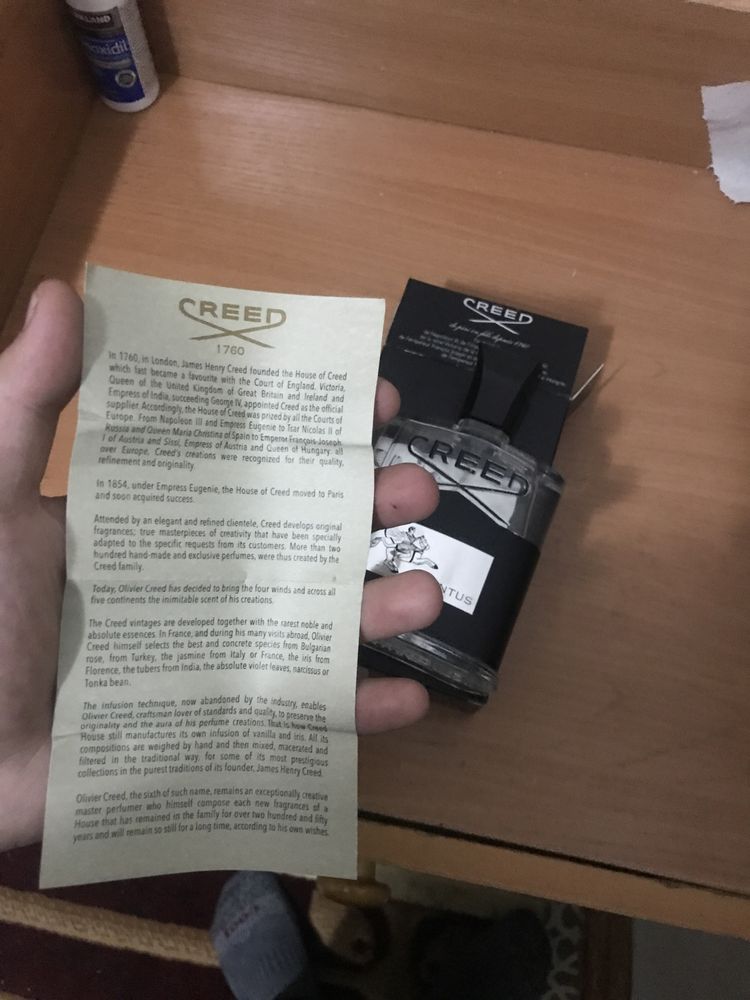 KLAND
oxidil
CREED
1760
In 1760, in London, James Henry Creed founded the House of Creed
which fast became a favourite with the Court of England. Victoria,
Queen of the United Kingdom of Great Britain and Ireland and
Empress of India, succeeding George IV, appointed Creed as the official
supplier. Accordingly, the House of Creed was prized by all the Courts of
Europe. From Napoleon III and Empress Eugenie to Tsar Nicolas II of
Russia and Queen Maria Christina of Spain to Emperor François Joseph
I of Austria and Sissi, Empress of Austria and Queen of Hungary: all
over Europe, Creed's creations were recognized for their quality,
refinement and originality.
In 1854, under Empress Eugenie, the House of Creed moved to Paris
and soon acquired success.
Attended by an elegant and refined clientele, Creed develops original
fragrances; true masterpieces of creativity that have been specially
adapted to the specific requests from its customers. More than two
hundred hand-made and exclusive perfumes, were thus created by the
Creed family.
Today, Olivier Creed has decided to bring the four winds and across all
five continents the inimitable scent of his creations.
The Creed vintages are developed together with the rarest noble and
absolute essences. In France, and during his many visits abroad, Olivier
Creed himself selects the best and concrete species from Bulgarian
rose, from Turkey, the jasmine from Italy or France, the iris from
Florence, the tubers from India, the absolute violet leaves, narcissus or
Tonka bean.
The infusion technique, now abandoned by the industry, enables
Olivier Creed, craftsman lover of standards and quality, to preserve the
originality and the aura of his perfume creations. That is how Creed
House still manufactures its own infusion of vanilla and iris. All its
compositions are weighed by hand and then mixed, macerated and
filtered in the traditional way, for some of its most prestigious
collections in the purest traditions of its founder, James Henry Creed.
Olivier Creed, the sixth of such name, remains an exceptionally creative
master perfumer who himself compose each new fragrances of a
House that has remained in the family for over two hundred and fifty
years and will remain so still for a long time, according to his own wishes.
CREED
de père en fils depuis 1760
CREED
NTUS